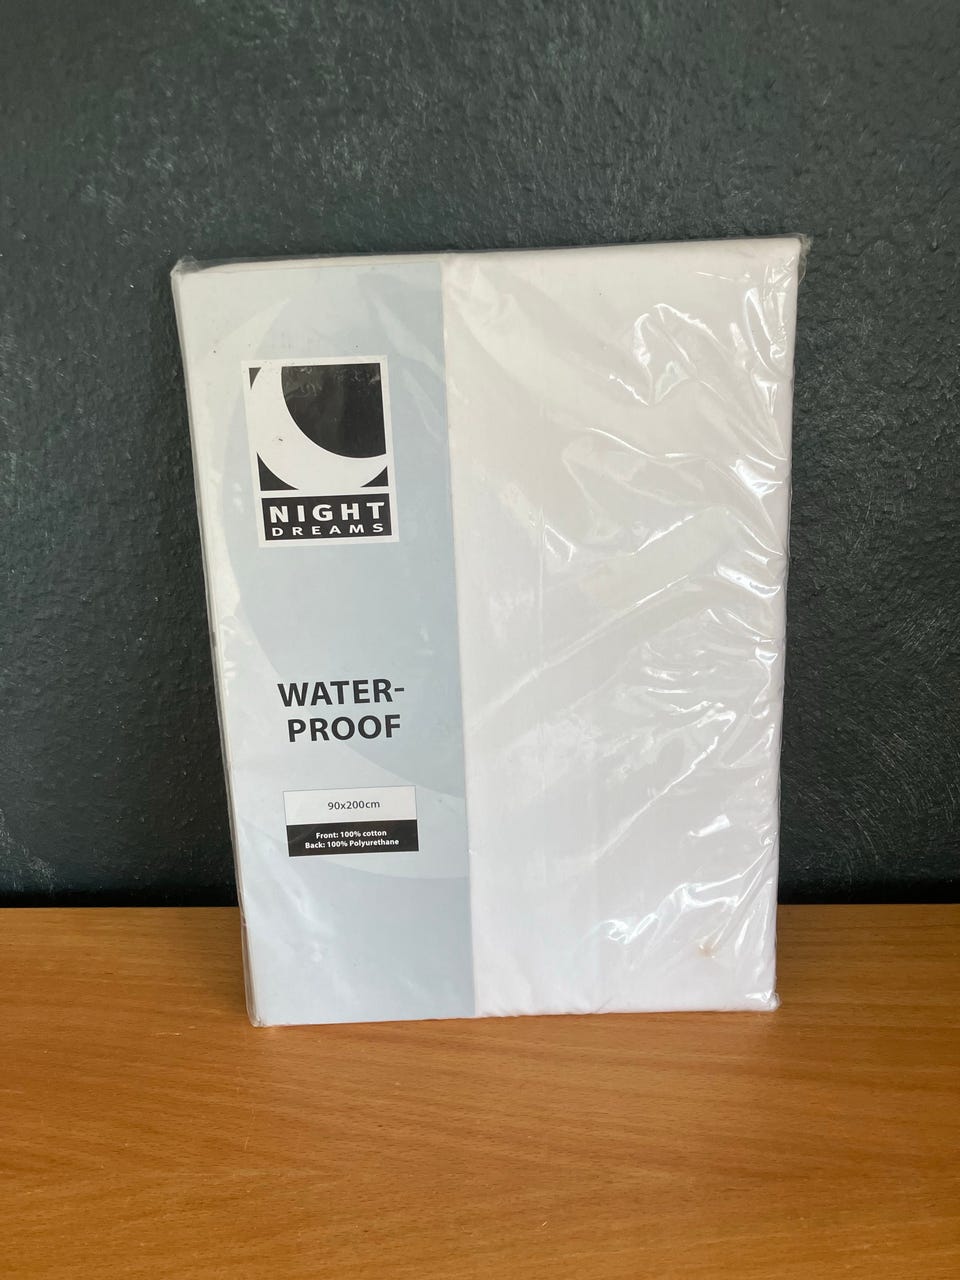 NIGHT
DREAMS
WATER-
PROOF
90x200cm
Front: 100% cotton
Back: 100% Polyurethane